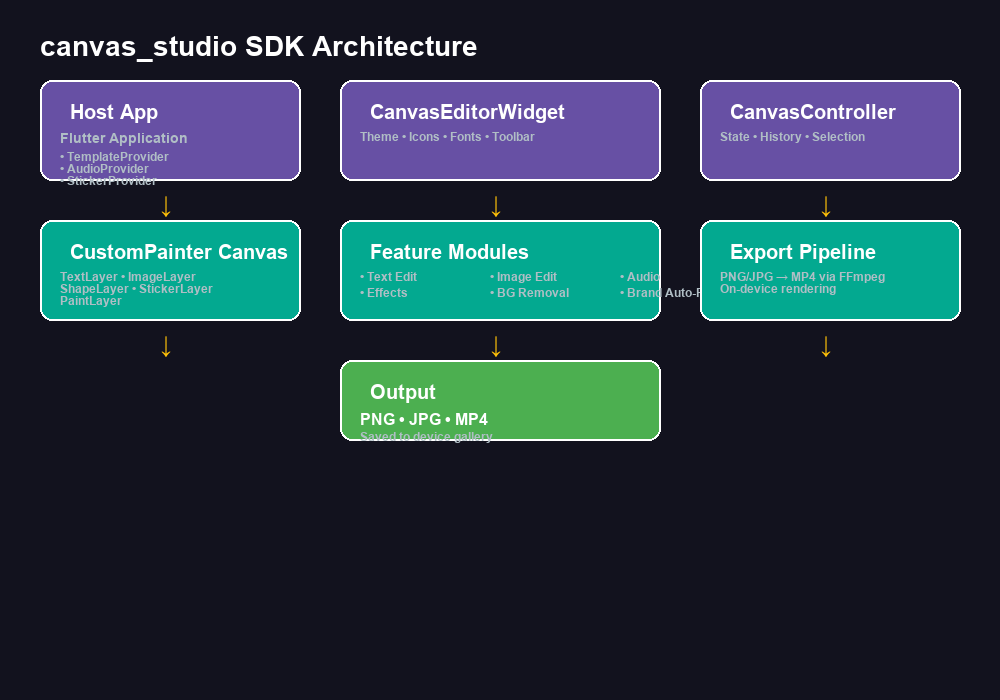 canvas_studio SDK Architecture
Host App
Flutter Application
• TemplateProvider
• AudioProvider
• StickerProvider
CanvasEditorWidget
Theme • Icons • Fonts • Toolbar
CanvasController
State • History • Selection
↓ ↓ ↓
CustomPainter Canvas
TextLayer • ImageLayer
ShapeLayer • StickerLayer
PaintLayer
Feature Modules
• Text Edit • Image Edit • Audio
• Effects • BG Removal • Brand
Export Pipeline
PNG/JPG → MP4 via FFmpeg
On-device rendering
↓ ↓ ↓
Output
PNG • JPG • MP4
Saved to device gallery